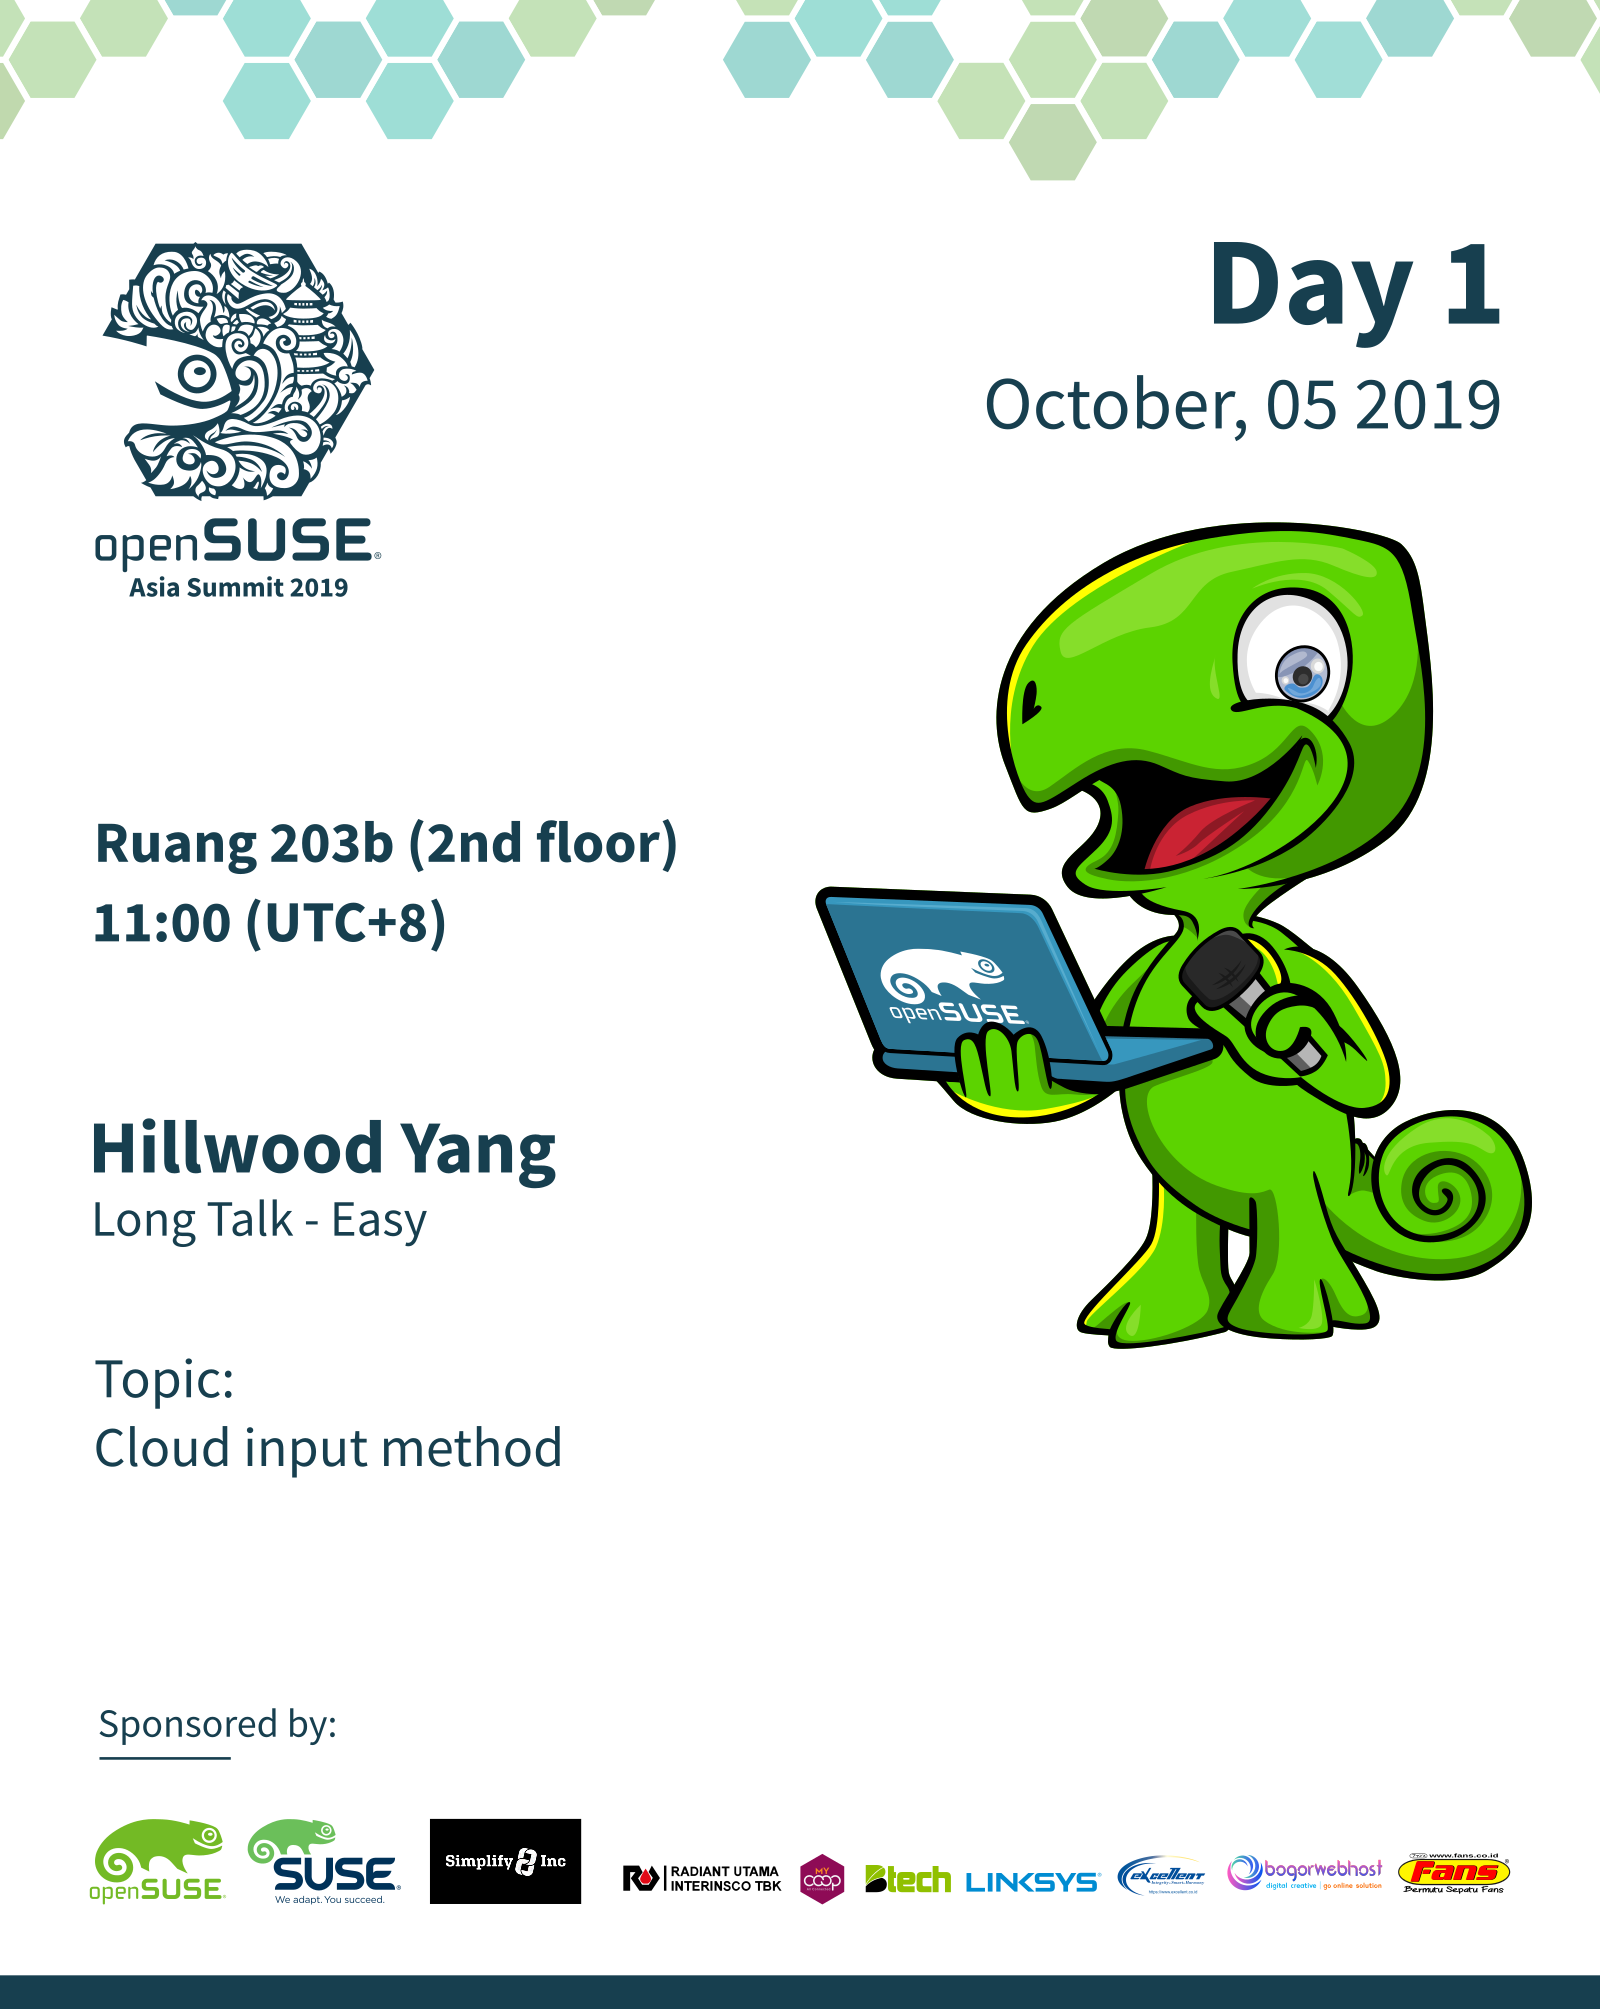 openSUSE®
Asia Summit 2019
Day 1
October, 05 2019
Ruang 203b (2nd floor)
11:00 (UTC+8)
openSUSE
Hillwood Yang
Long Talk - Easy
Topic:
Cloud input method
Sponsored by:
openSUSE®
SUSE®
We adapt. You succeed.
Simplify Inc
RADIANT UTAMA
INTERINSCO TBK
MY
COOP
Btech
LINKSYS
eXcellent
bogorwebhost
digital creative | go online solution
www.fans.co.id
Fans®
Bermutu Sepatu Fans